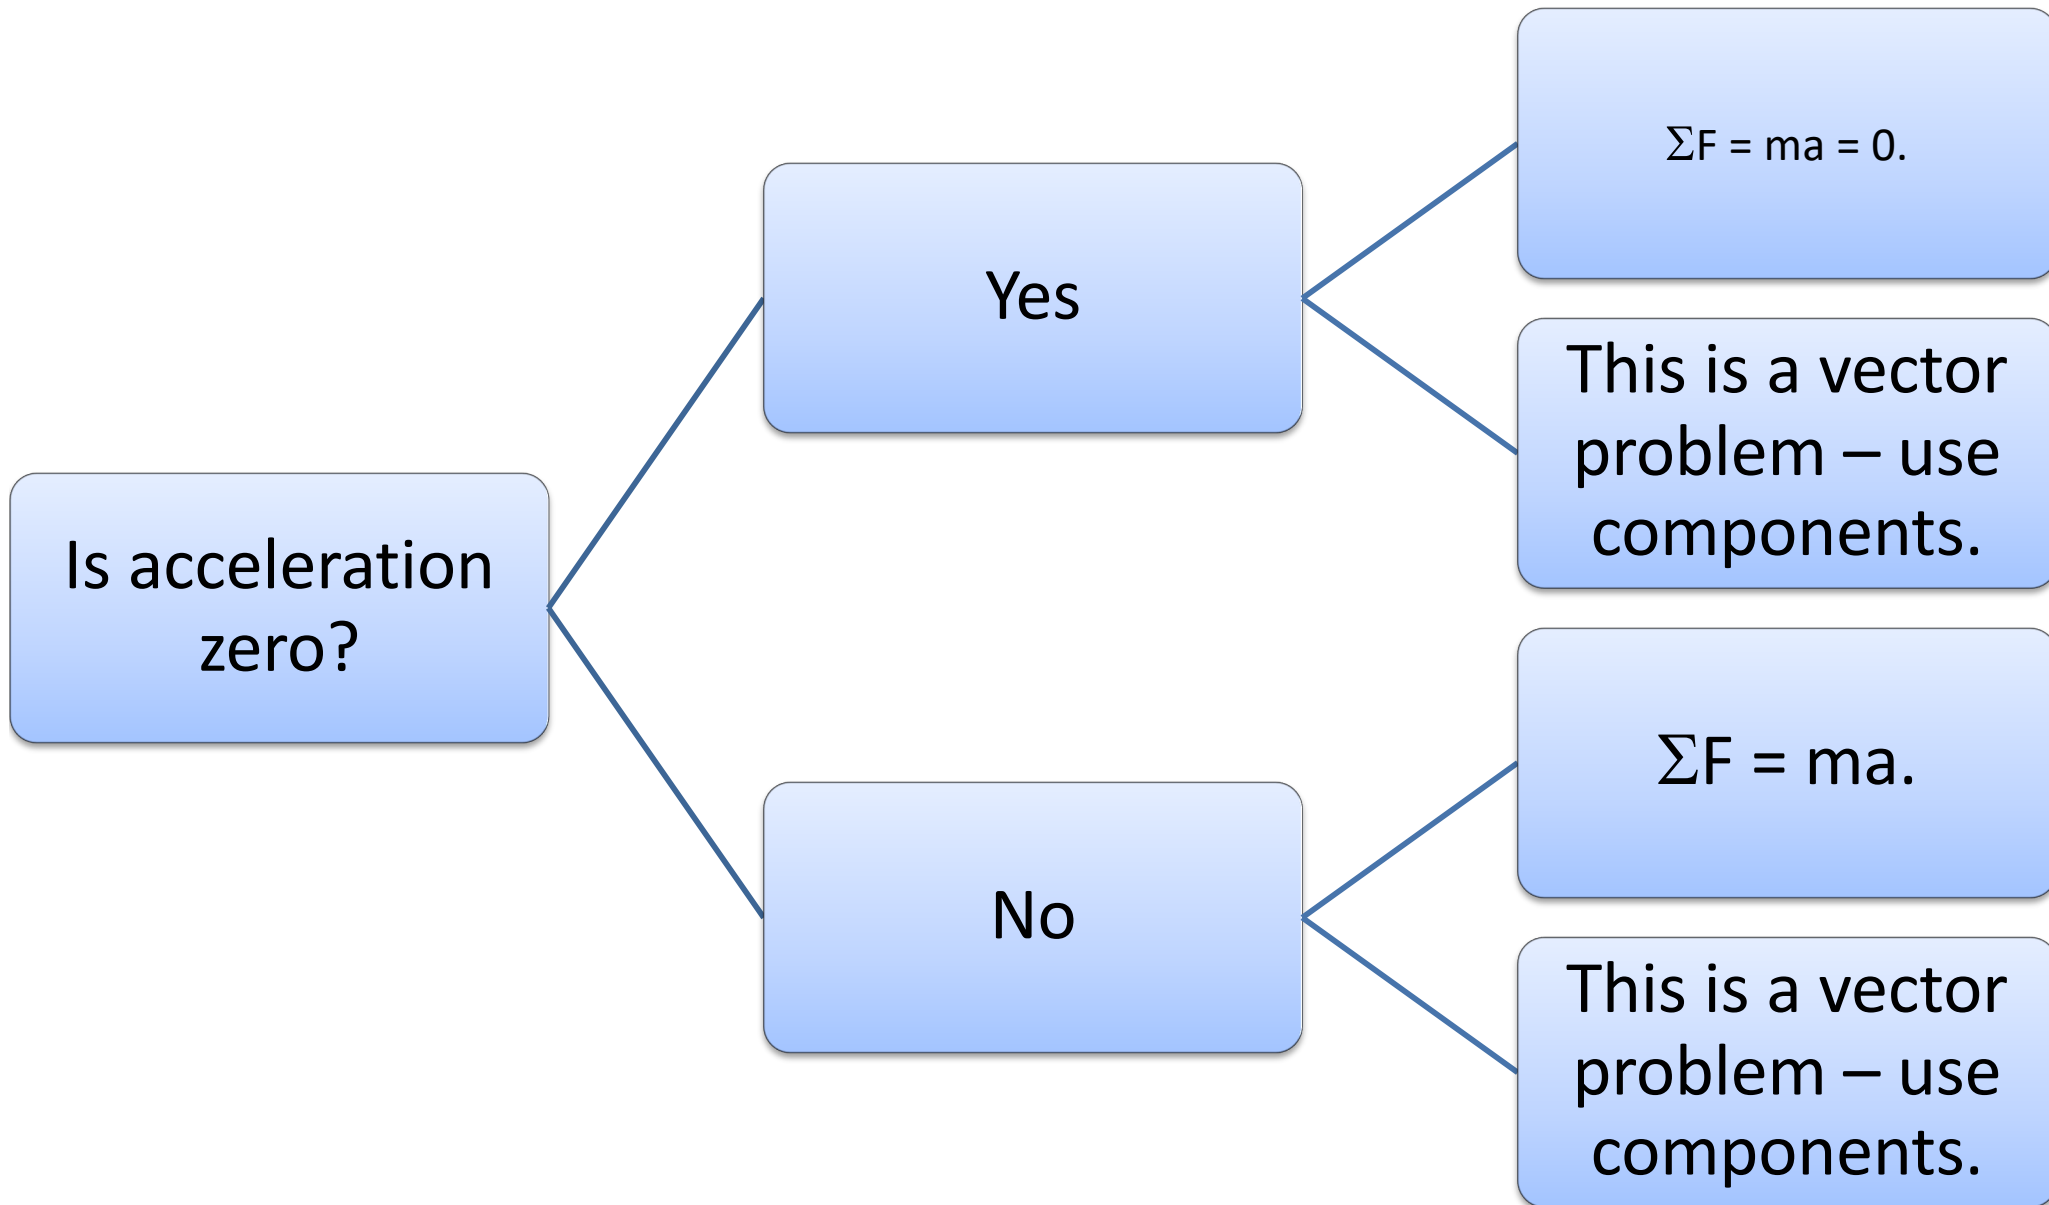 Is acceleration
zero?
Yes
ΣF = ma = 0.
This is a vector
problem – use
components.
No
ΣF = ma.
This is a vector
problem – use
components.